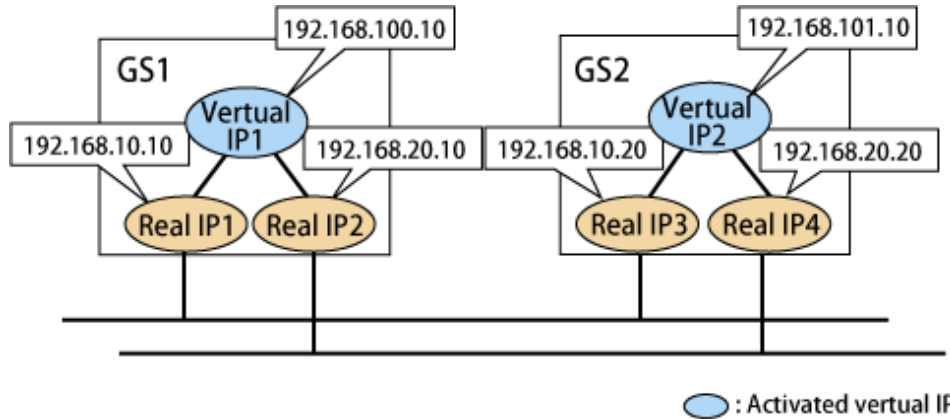 192.168.100.10
192.168.101.10
GS1
GS2
Vertual
IP1
Vertual
IP2
192.168.10.10
192.168.20.10
192.168.10.20
192.168.20.20
Real IP1
Real IP2
Real IP3
Real IP4
: Activated vertual IP